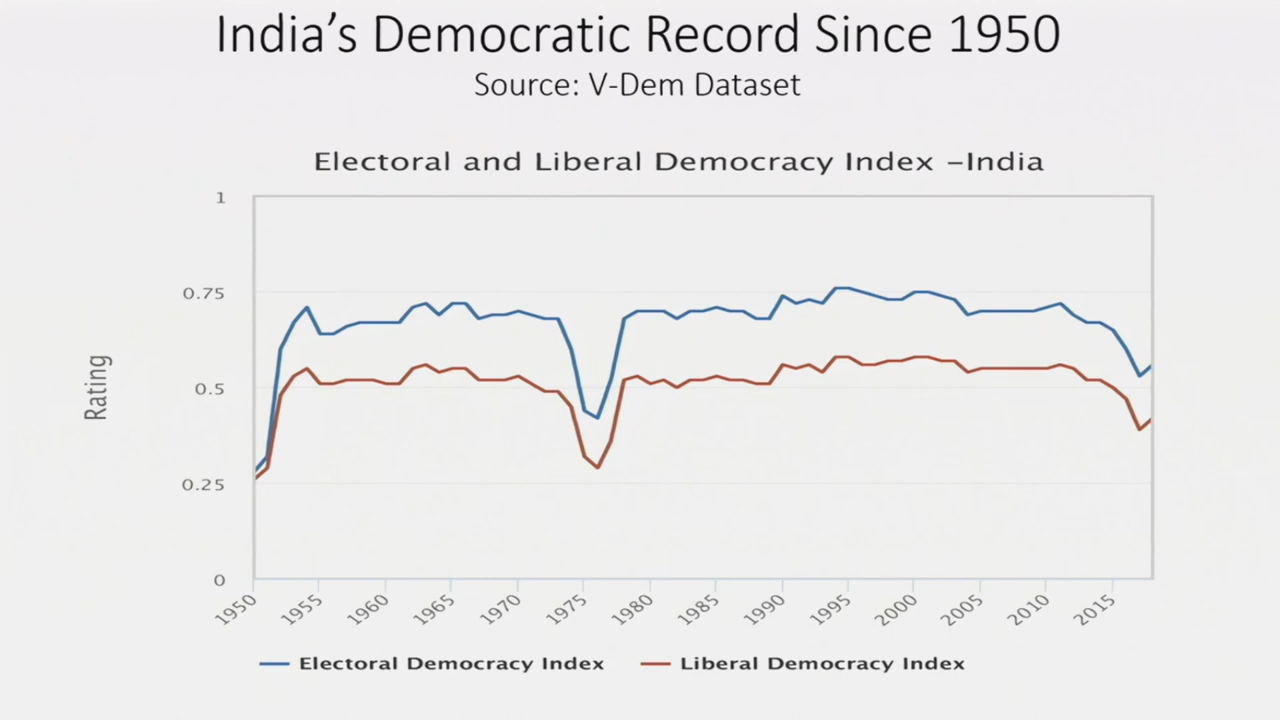 India’s Democratic Record Since 1950
Source: V-Dem Dataset
Electoral and Liberal Democracy Index –India
1
0.75
0.5
0.25
0
Rating
1950 1955 1960 1965 1970 1975 1980 1985 1990 1995 2000 2005 2010 2015
Electoral Democracy Index Liberal Democracy Index